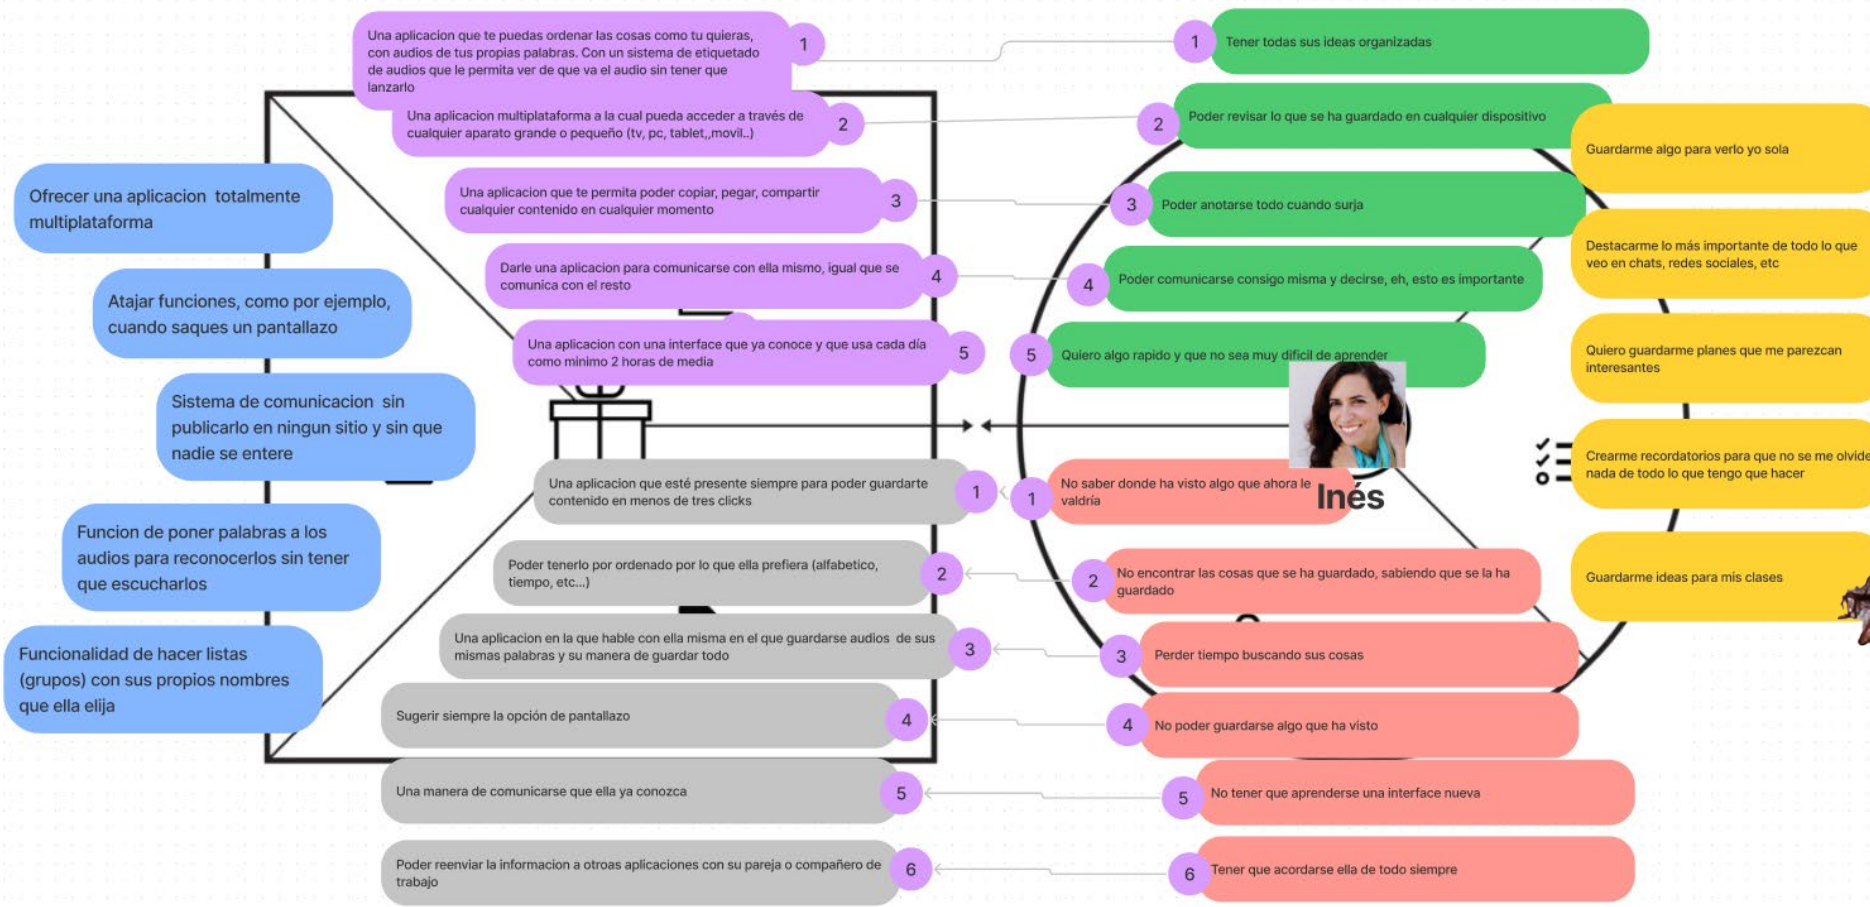 Una aplicacion que te puedas ordenar las cosas como tu quieras,
con audios de tus propias palabras. Con un sistema de etiquetado
de audios que le permita ver de que va el audio sin tener que
lanzarlo
1
1
Tener todas sus ideas organizadas
Una aplicacion multiplataforma a la cual pueda acceder a través de
cualquier aparato grande o pequeño (tv, pc, tablet,,movil..)
2
2
Poder revisar lo que se ha guardado en cualquier dispositivo
Una aplicacion que te permita poder copiar, pegar, compartir
cualquier contenido en cualquier momento
3
3
Poder anotarse todo cuando surja
Darle una aplicacion para comunicarse con ella mismo, igual que se
comunica con el resto
4
4
Poder comunicarse consigo misma y decirse, eh, esto es importante
Una aplicacion con una interface que ya conoce y que usa cada día
como minimo 2 horas de media
5
5
Quiero algo rapido y que no sea muy dificil de aprender
Ofrecer una aplicacion totalmente
multiplataforma
Atajar funciones, como por ejemplo,
cuando saques un pantallazo
Sistema de comunicacion sin
publicarlo en ningun sitio y sin que
nadie se entere
Funcion de poner palabras a los
audios para reconocerlos sin tener
que escucharlos
Funcionalidad de hacer listas
(grupos) con sus propios nombres
que ella elija
Una aplicacion que esté presente siempre para poder guardarte
contenido en menos de tres clicks
1
1
No saber donde ha visto algo que ahora le
valdría
Inés
Poder tenerlo por ordenado por lo que ella prefiera (alfabetico,
tiempo, etc...)
2
2
No encontrar las cosas que se ha guardado, sabiendo que se la ha
guardado
Una aplicacion en la que hable con ella misma en el que guardarse audios de sus
mismas palabras y su manera de guardar todo
3
3
Perder tiempo buscando sus cosas
Sugerir siempre la opción de pantallazo
4
4
No poder guardarse algo que ha visto
Una manera de comunicarse que ella ya conozca
5
5
No tener que aprenderse una interface nueva
Poder reenviar la informacion a otroas aplicaciones con su pareja o compañero de
trabajo
6
6
Tener que acordarse ella de todo siempre
Guardarme algo para verlo yo sola
Destacarme lo más importante de todo lo que
veo en chats, redes sociales, etc
Quiero guardarme planes que me parezcan
interesantes
Crearme recordatorios para que no se me olvide
nada de todo lo que tengo que hacer
Guardarme ideas para mis clases